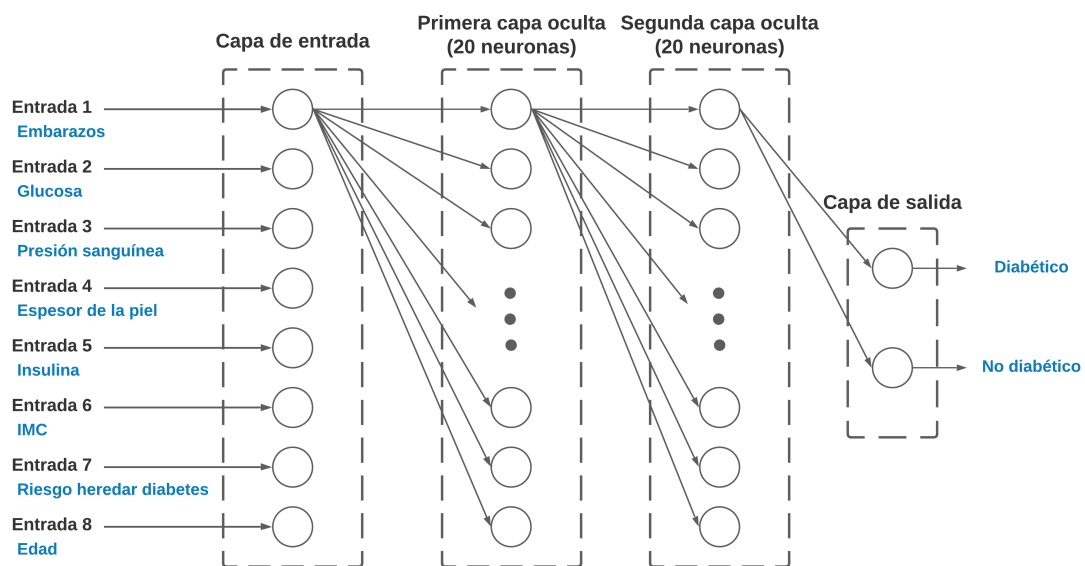 Capa de entrada
Primera capa oculta
(20 neuronas)
Segunda capa oculta
(20 neuronas)
Capa de salida
Entrada 1
Embarazos
Entrada 2
Glucosa
Entrada 3
Presión sanguínea
Entrada 4
Espesor de la piel
Entrada 5
Insulina
Entrada 6
IMC
Entrada 7
Riesgo heredar diabetes
Entrada 8
Edad
Diabético
No diabético